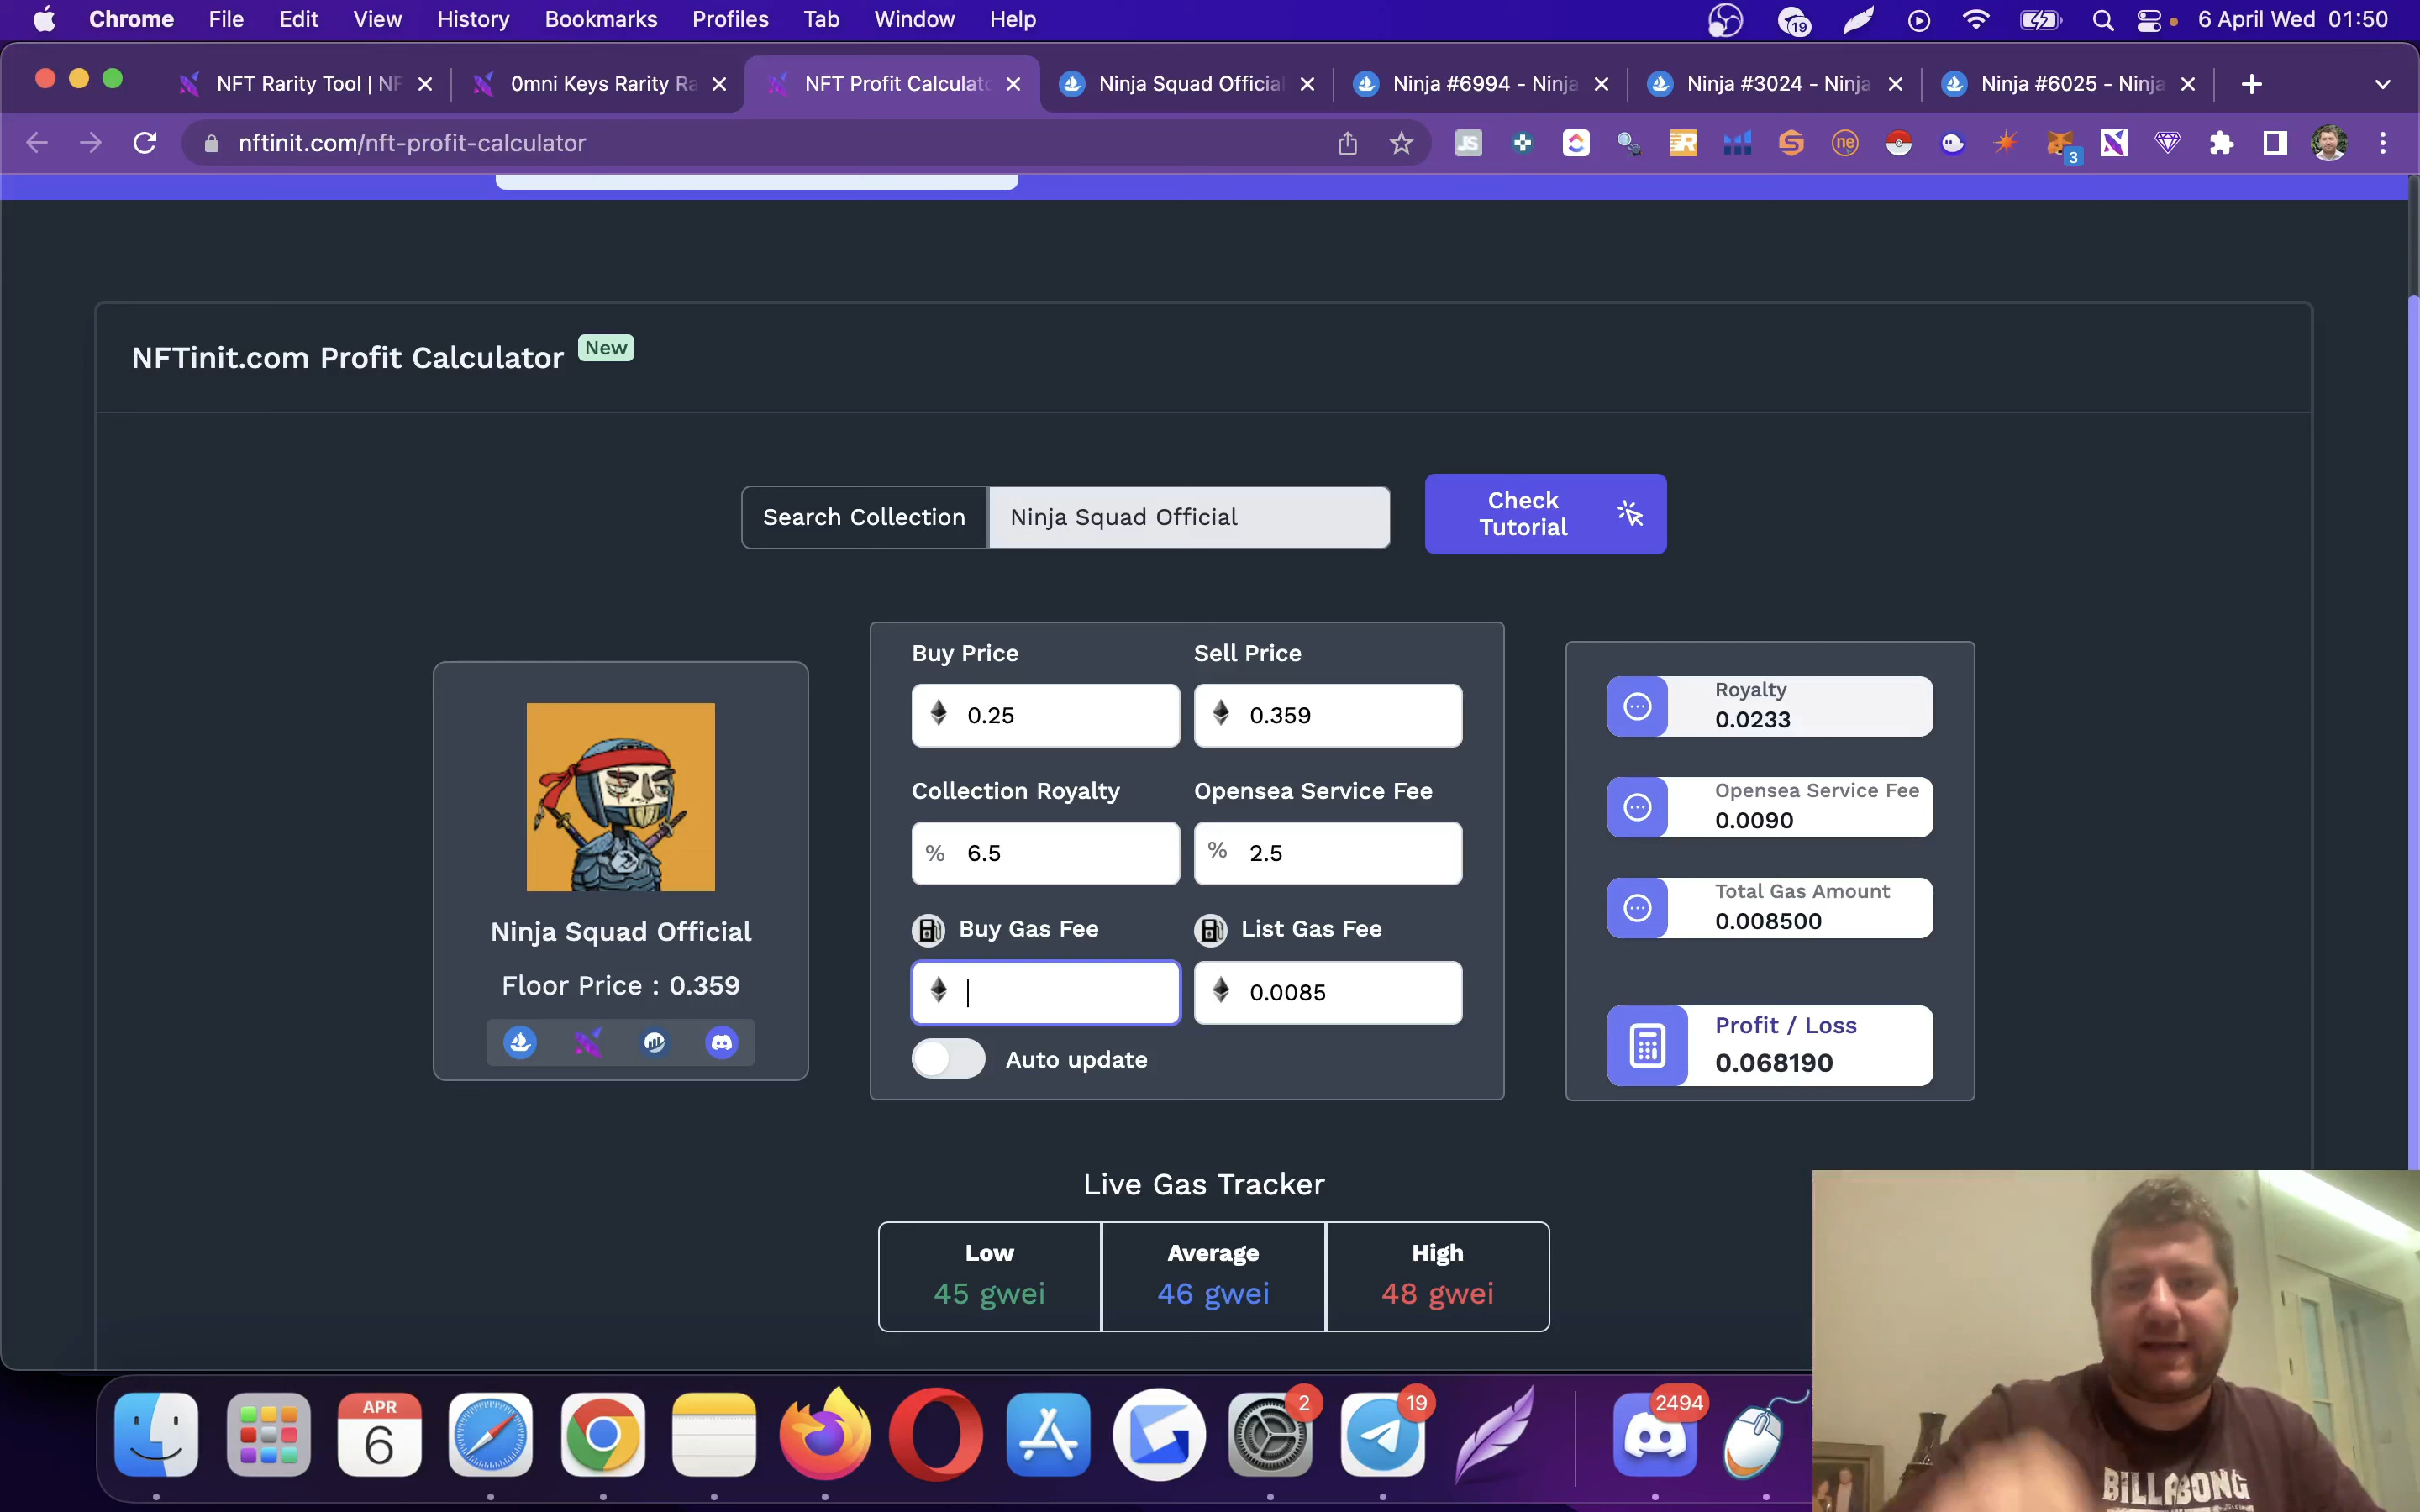 Chrome File Edit View History Bookmarks Profiles Tab Window Help
19
6 April Wed 01:50
NFT Rarity Tool | NF
0mni Keys Rarity Ra
NFT Profit Calculato
Ninja Squad Official
Ninja #6994 - Ninja
Ninja #3024 - Ninja
Ninja #6025 - Ninja
nftinit.com/nft-profit-calculator
JS
R
ne
3
NFTinit.com Profit Calculator New
Search Collection
Ninja Squad Official
Check
Tutorial
Ninja Squad Official
Floor Price : 0.359
Buy Price
Sell Price
0.25
0.359
Collection Royalty
Opensea Service Fee
% 6.5
% 2.5
Buy Gas Fee
List Gas Fee
0.0085
Auto update
Royalty
0.0233
Opensea Service Fee
0.0090
Total Gas Amount
0.008500
Profit / Loss
0.068190
Live Gas Tracker
Low
Average
High
45 gwei
46 gwei
48 gwei
APR
6
2
19
2494
BILLABONG